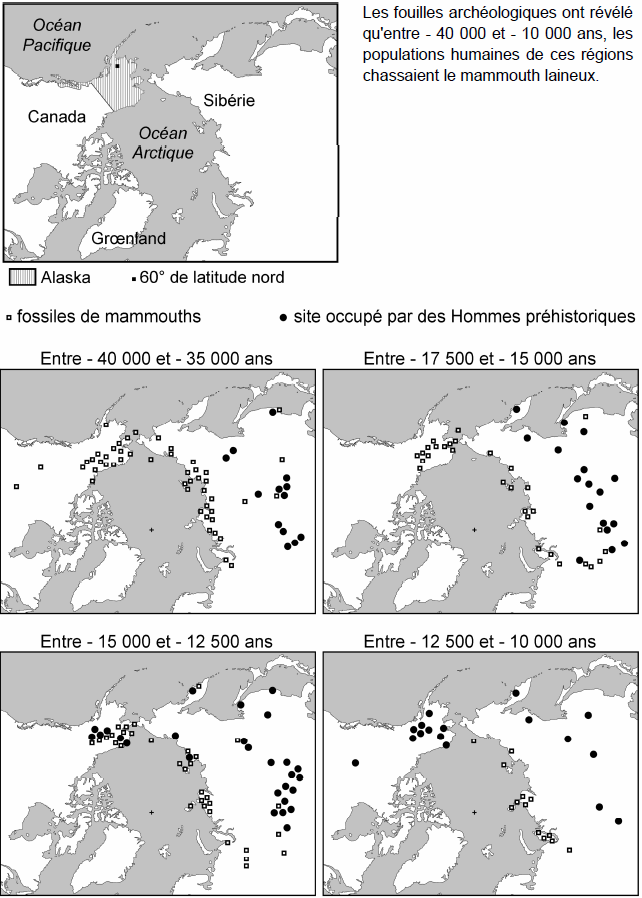 Océan
Pacifique
Canada
Sibérie
Océan
Arctique
Grœnland
Les fouilles archéologiques ont révélé
qu'entre - 40 000 et - 10 000 ans, les
populations humaines de ces régions
chassaient le mammouth laineux.
Alaska
60° de latitude nord
fossiles de mammouths
site occupé par des Hommes préhistoriques
Entre - 40 000 et - 35 000 ans
Entre - 17 500 et - 15 000 ans
Entre - 15 000 et - 12 500 ans
Entre - 12 500 et - 10 000 ans